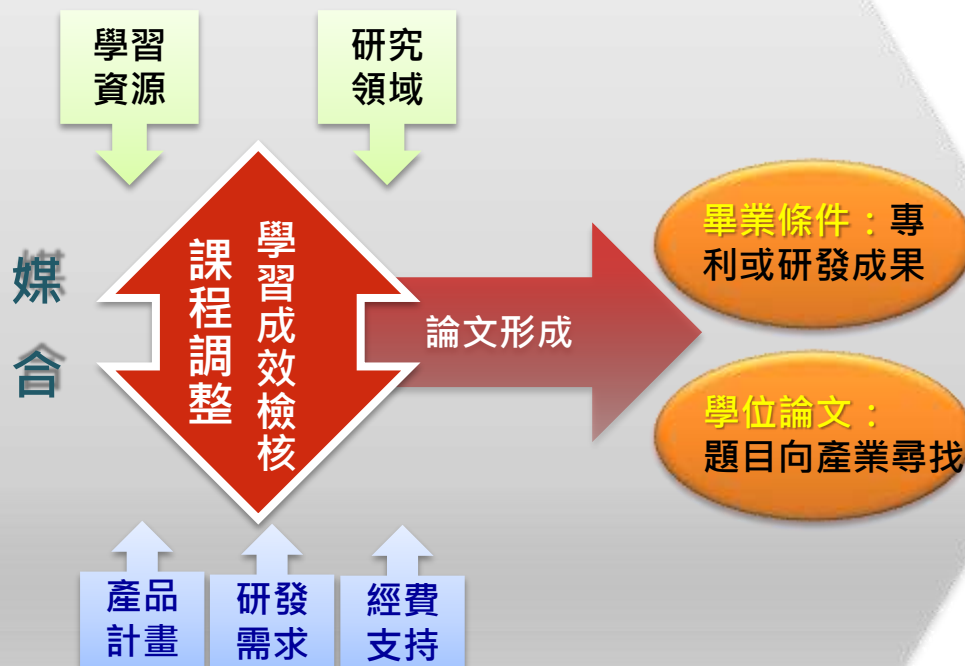 學習
資源
研究
領域
媒
合
學習成效檢核
課程調整
論文形成
畢業條件：專
利或研發成果
學位論文：
題目向產業尋找
產品
計畫
研發
需求
經費
支持